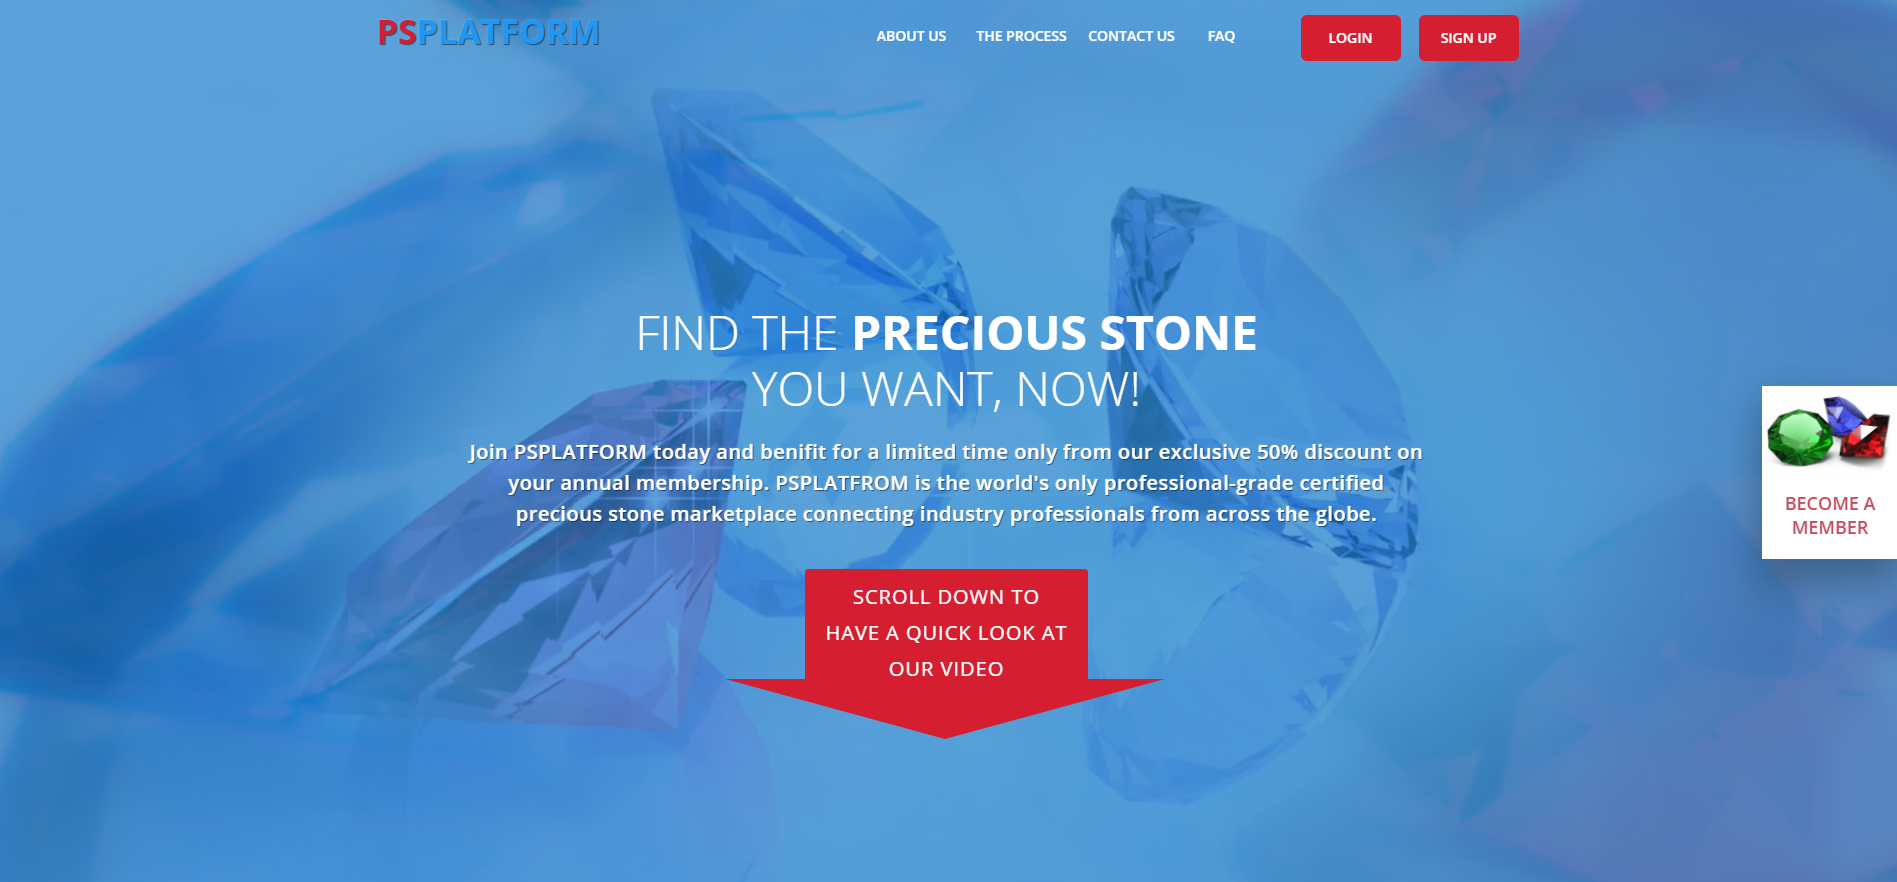 PSPLATFORM
ABOUT US
THE PROCESS
CONTACT US
FAQ
LOGIN
SIGN UP
FIND THE PRECIOUS STONE
YOU WANT, NOW!
Join PSPLATFORM today and benifit for a limited time only from our exclusive 50% discount on
your annual membership. PSPLATFROM is the world's only professional-grade certified
precious stone marketplace connecting industry professionals from across the globe.
SCROLL DOWN TO
HAVE A QUICK LOOK AT
OUR VIDEO
BECOME A
MEMBER